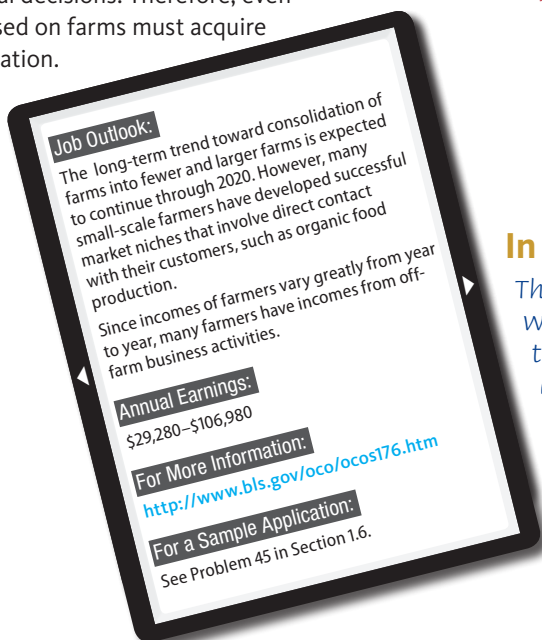 al decisions. Therefore, even
sed on farms must acquire
ation.
Job Outlook:
The long-term trend toward consolidation of
farms into fewer and larger farms is expected
to continue through 2020. However, many
small-scale farmers have developed successful
market niches that involve direct contact
with their customers, such as organic food
production.
Since incomes of farmers vary greatly from year
to year, many farmers have incomes from off-
farm business activities.
Annual Earnings:
$29,280–$106,980
For More Information:
http://www.bls.gov/oco/ocos176.htm
For a Sample Application:
See Problem 45 in Section 1.6.
In
Th
w
t